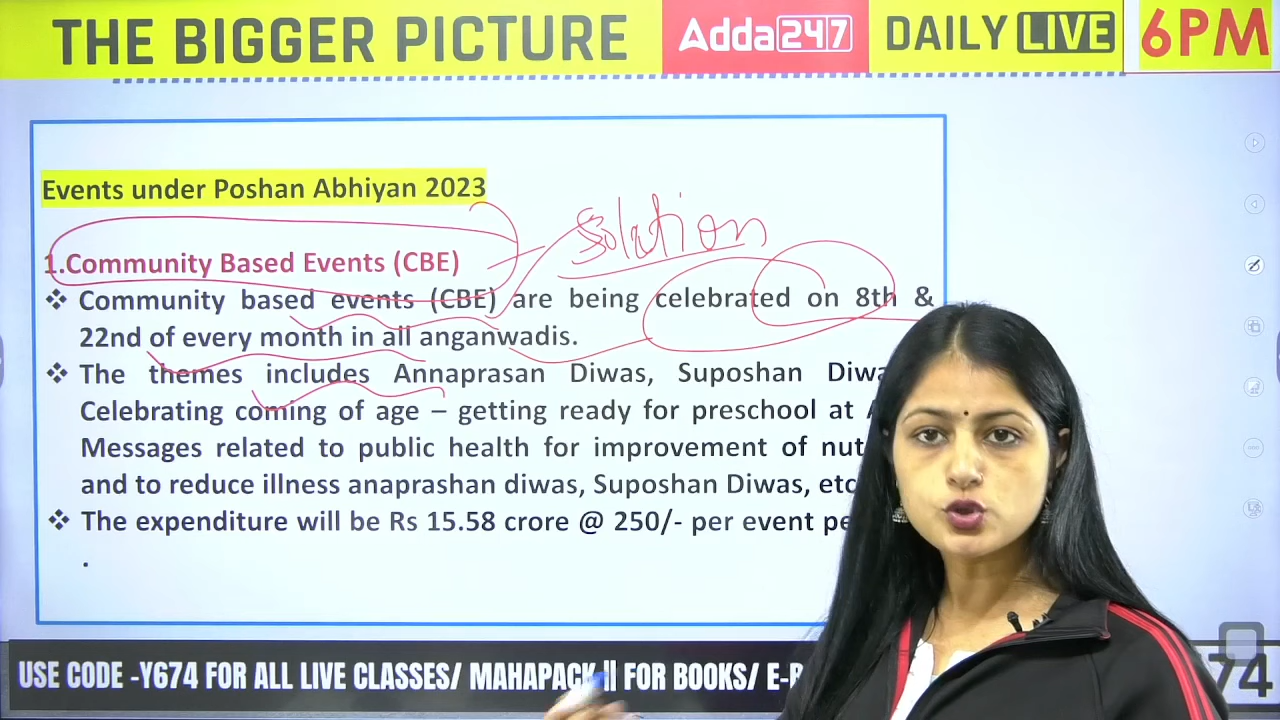 THE BIGGER PICTURE
Adda247
DAILY LIVE
6PM
Events under Poshan Abhiyan 2023
solution
1.Community Based Events (CBE)
❖ Community based events (CBE) are being celebrated on 8th &
22nd of every month in all anganwadis.
❖ The themes includes Annaprasan Diwas, Suposhan
Celebrating coming of age – getting ready for preschool at
Messages related to public health for improvement of
and to reduce illness anaprashan diwas, Suposhan Diwas, etc
❖ The expenditure will be Rs 15.58 crore @ 250/- per event
.
USE CODE -Y674 FOR ALL LIVE CLASSES/ MAHAPACK || FOR BOOKS/
74